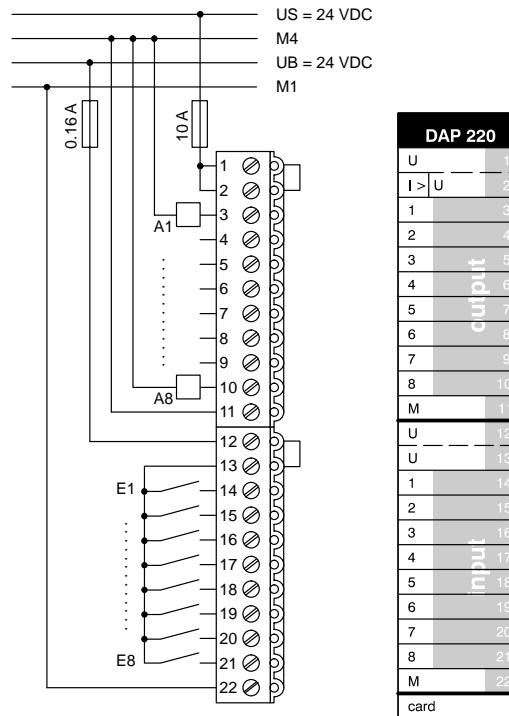 US = 24 VDC
M4
UB = 24 VDC
M1
0.16 A
10 A
1
2
A1
3
4
5
6
7
8
9
A8
10
11
12
13
E1
14
15
16
17
18
19
20
E8
21
22
DAP 220
U 1
I > U 2
1 3
2 4
3 5
4 6
5 7
6 8
7 9
8 10
output
M 11
U 12
U 13
1 14
2 15
3 16
4 17
5 18
6 19
7 20
8 21
input
M 22
card